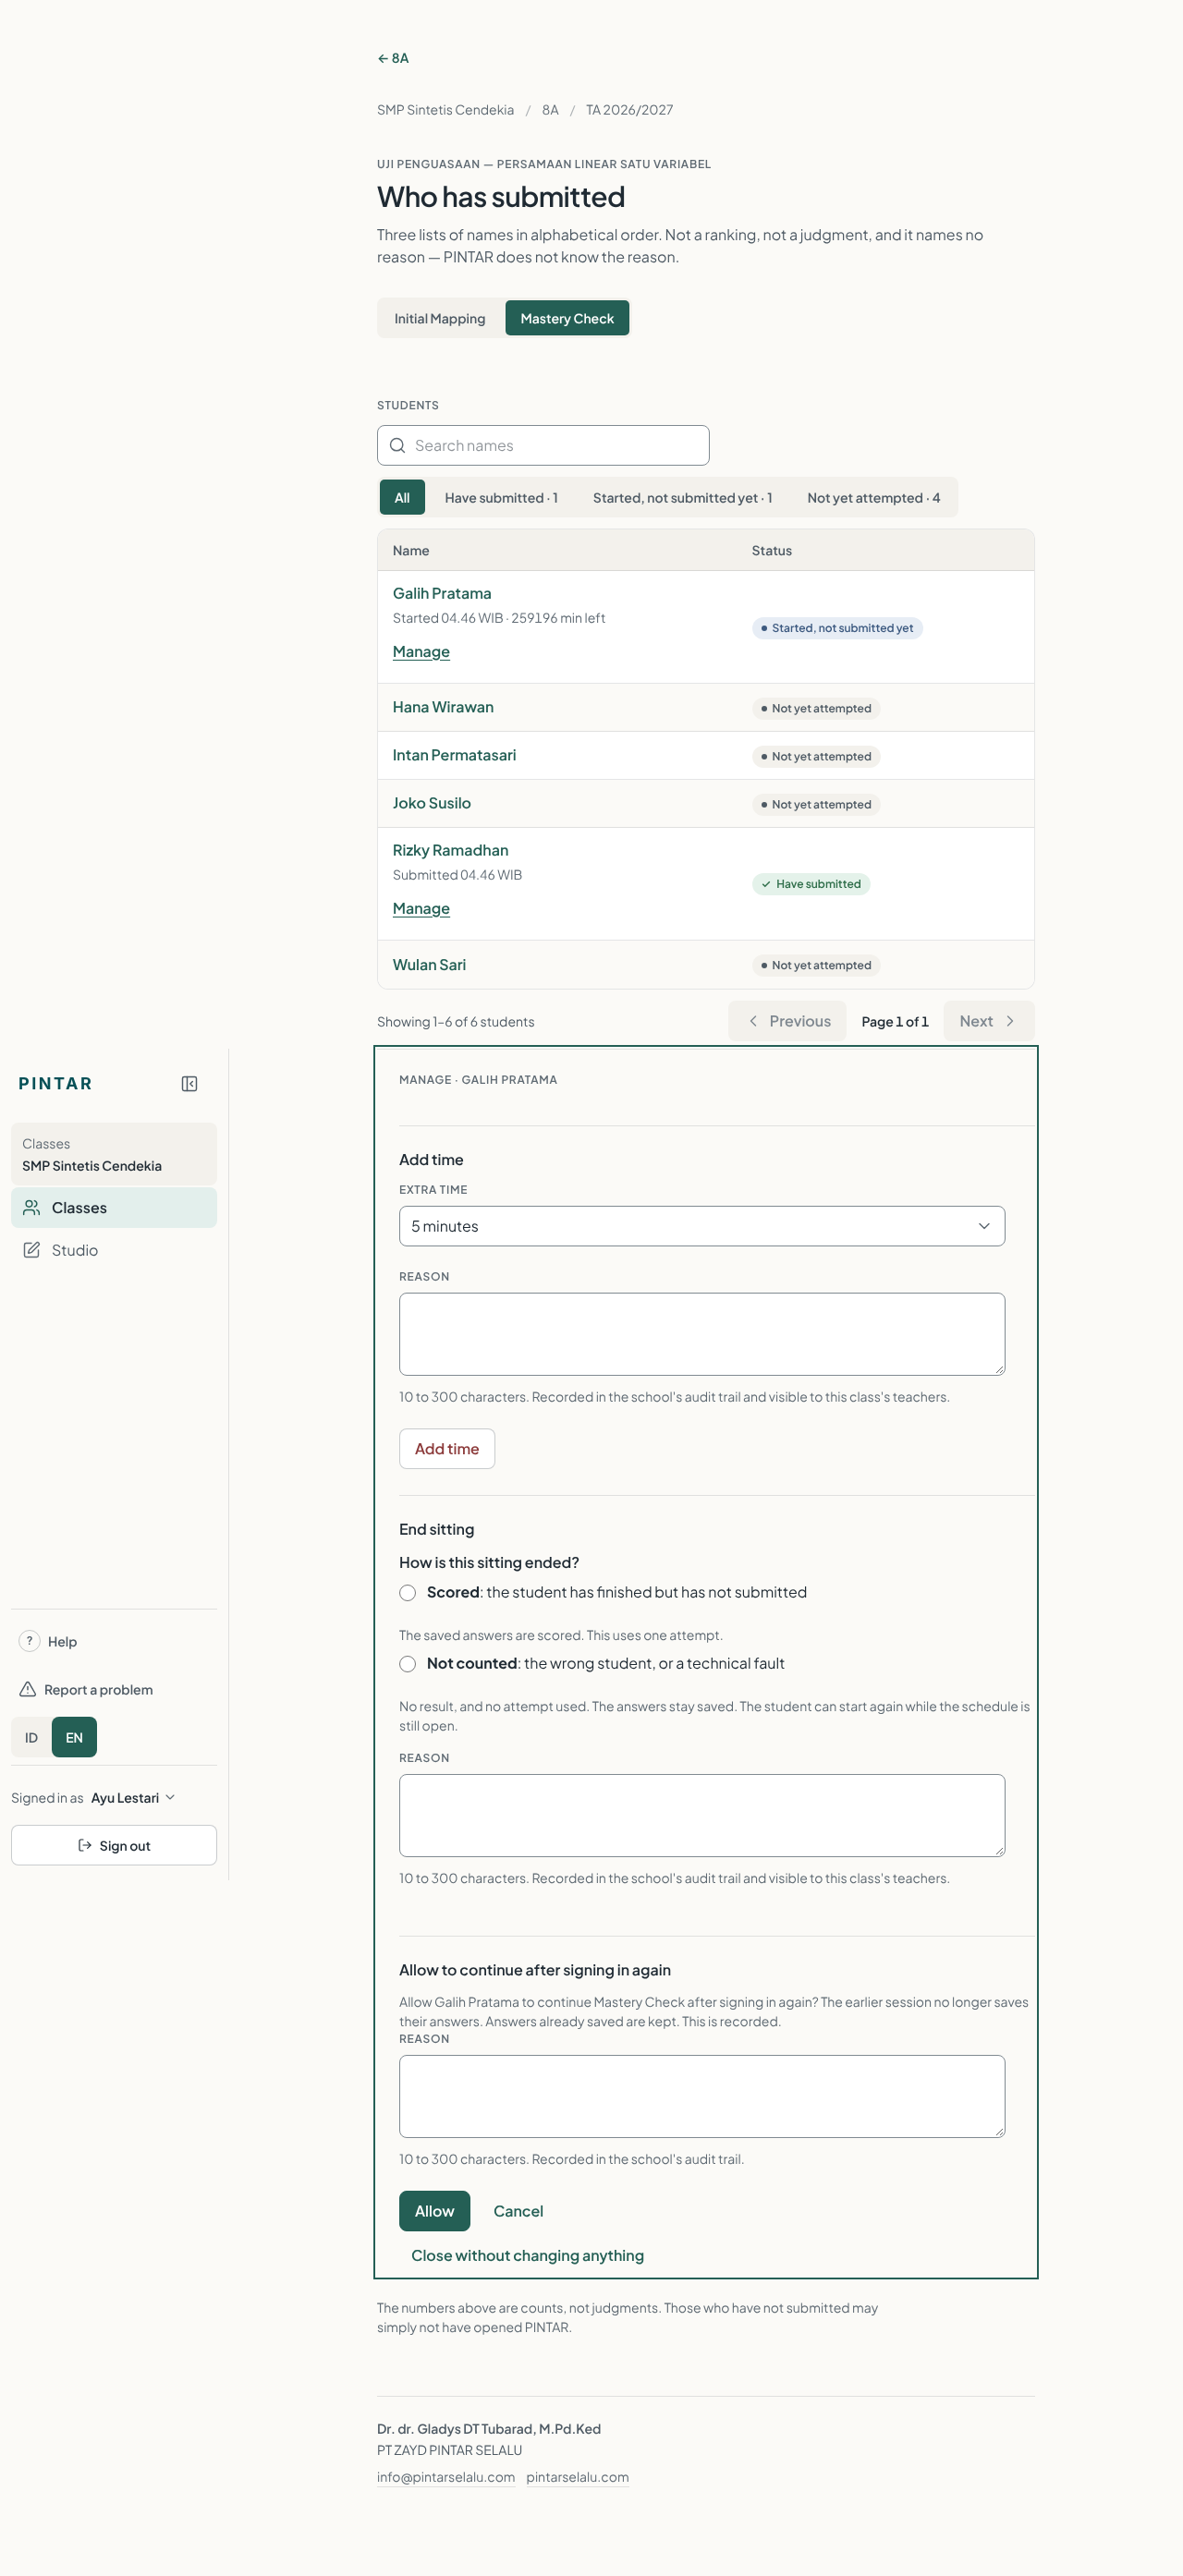 ← 8A
SMP Sintetis Cendekia / 8A / TA 2026/2027
UJI PENGUASAAN — PERSAMAAN LINEAR SATU VARIABEL
Who has submitted
Three lists of names in alphabetical order. Not a ranking, not a judgment, and it names no
reason — PINTAR does not know the reason.
Initial Mapping
Mastery Check
STUDENTS
Search names
All
Have submitted · 1
Started, not submitted yet · 1
Not yet attempted · 4
Name Status
Galih Pratama
Started 04.46 WIB · 259196 min left
Manage
Started, not submitted yet
Hana Wirawan
Not yet attempted
Intan Permatasari
Not yet attempted
Joko Susilo
Not yet attempted
Rizky Ramadhan
Submitted 04.46 WIB
Manage
Have submitted
Wulan Sari
Not yet attempted
Showing 1–6 of 6 students
Previous
Page 1 of 1
Next
PINTAR
Classes
SMP Sintetis Cendekia
Classes
Studio
? Help
Report a problem
ID
EN
Signed in as Ayu Lestari
Sign out
MANAGE · GALIH PRATAMA
Add time
EXTRA TIME
5 minutes
REASON
10 to 300 characters. Recorded in the school's audit trail and visible to this class's teachers.
Add time
End sitting
How is this sitting ended?
Scored: the student has finished but has not submitted
The saved answers are scored. This uses one attempt.
Not counted: the wrong student, or a technical fault
No result, and no attempt used. The answers stay saved. The student can start again while the schedule is
still open.
REASON
10 to 300 characters. Recorded in the school's audit trail and visible to this class's teachers.
Allow to continue after signing in again
Allow Galih Pratama to continue Mastery Check after signing in again? The earlier session no longer saves
their answers. Answers already saved are kept. This is recorded.
REASON
10 to 300 characters. Recorded in the school's audit trail.
Allow
Cancel
Close without changing anything
The numbers above are counts, not judgments. Those who have not submitted may
simply not have opened PINTAR.
Dr. dr. Gladys DT Tubarad, M.Pd.Ked
PT ZAYD PINTAR SELALU
info@pintarselalu.com pintarselalu.com